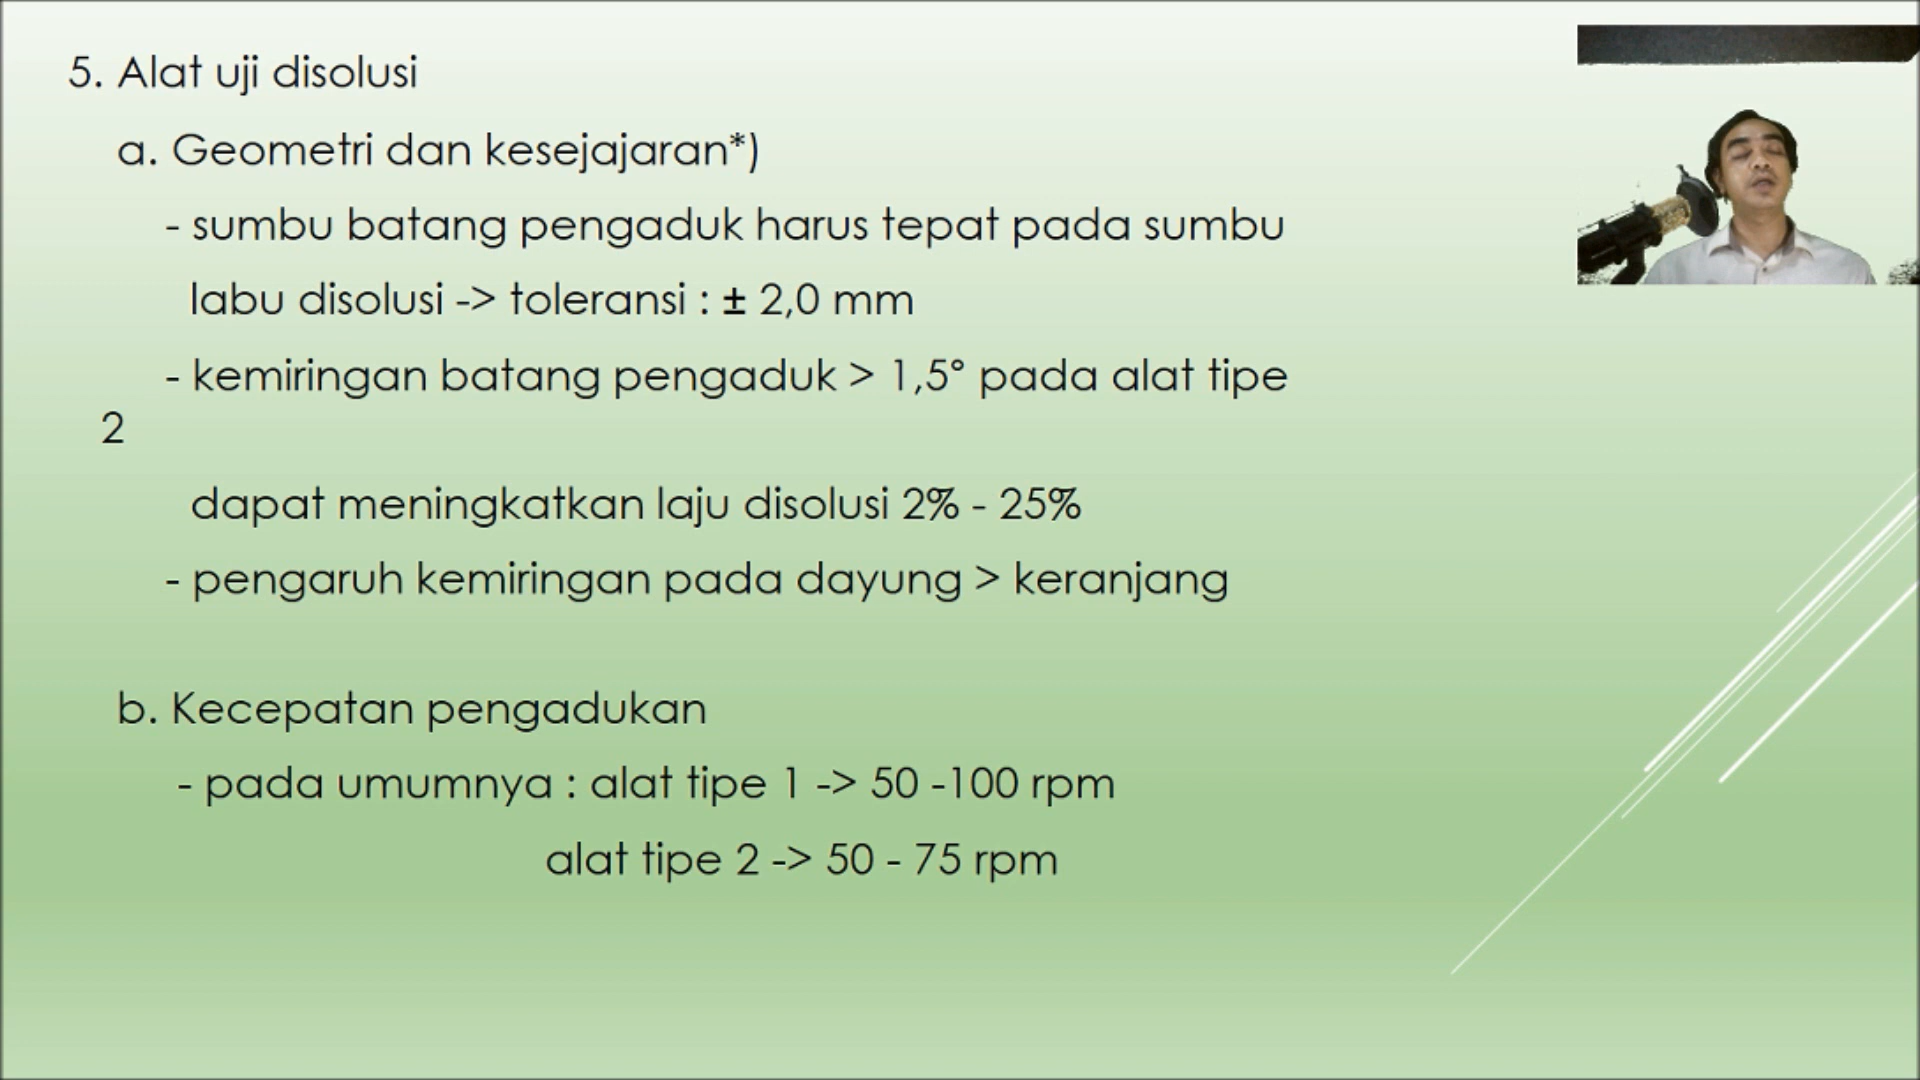 5. Alat uji disolusi
a. Geometri dan kesejajaran*)
- sumbu batang pengaduk harus tepat pada sumbu
labu disolusi -> toleransi : ± 2,0 mm
- kemiringan batang pengaduk > 1,5° pada alat tipe
2
dapat meningkatkan laju disolusi 2% - 25%
- pengaruh kemiringan pada dayung > keranjang
b. Kecepatan pengadukan
- pada umumnya : alat tipe 1 -> 50 -100 rpm
alat tipe 2 -> 50 - 75 rpm